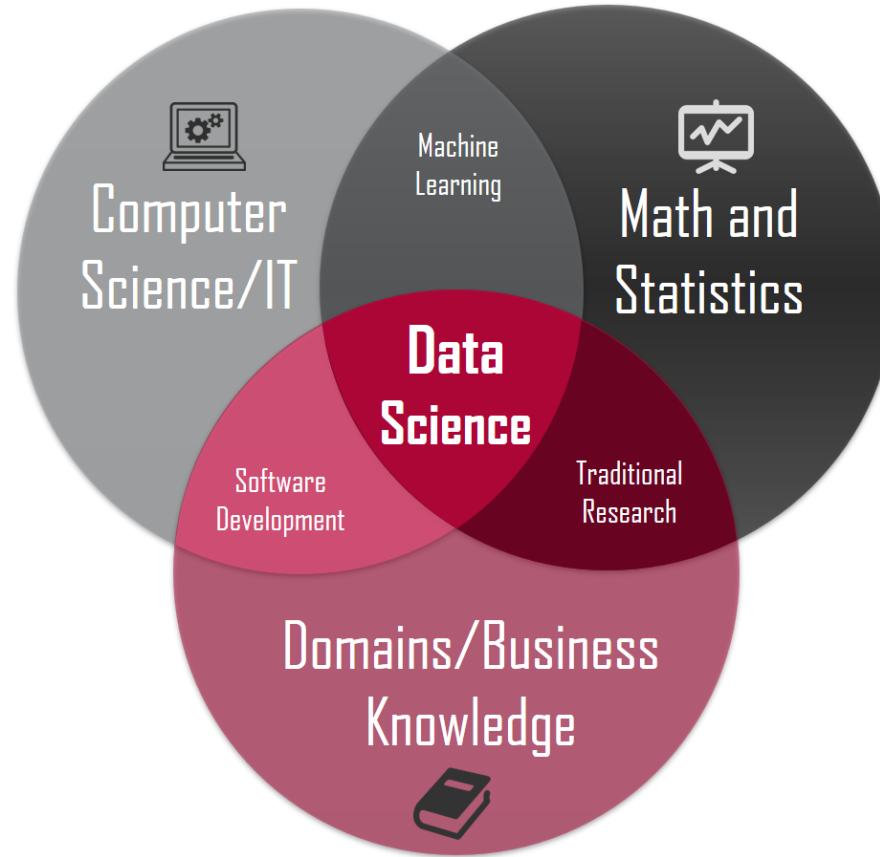 Machine
Learning
Computer
Science/IT
Math and
Statistics
Data
Science
Software
Development
Traditional
Research
Domains/Business
Knowledge